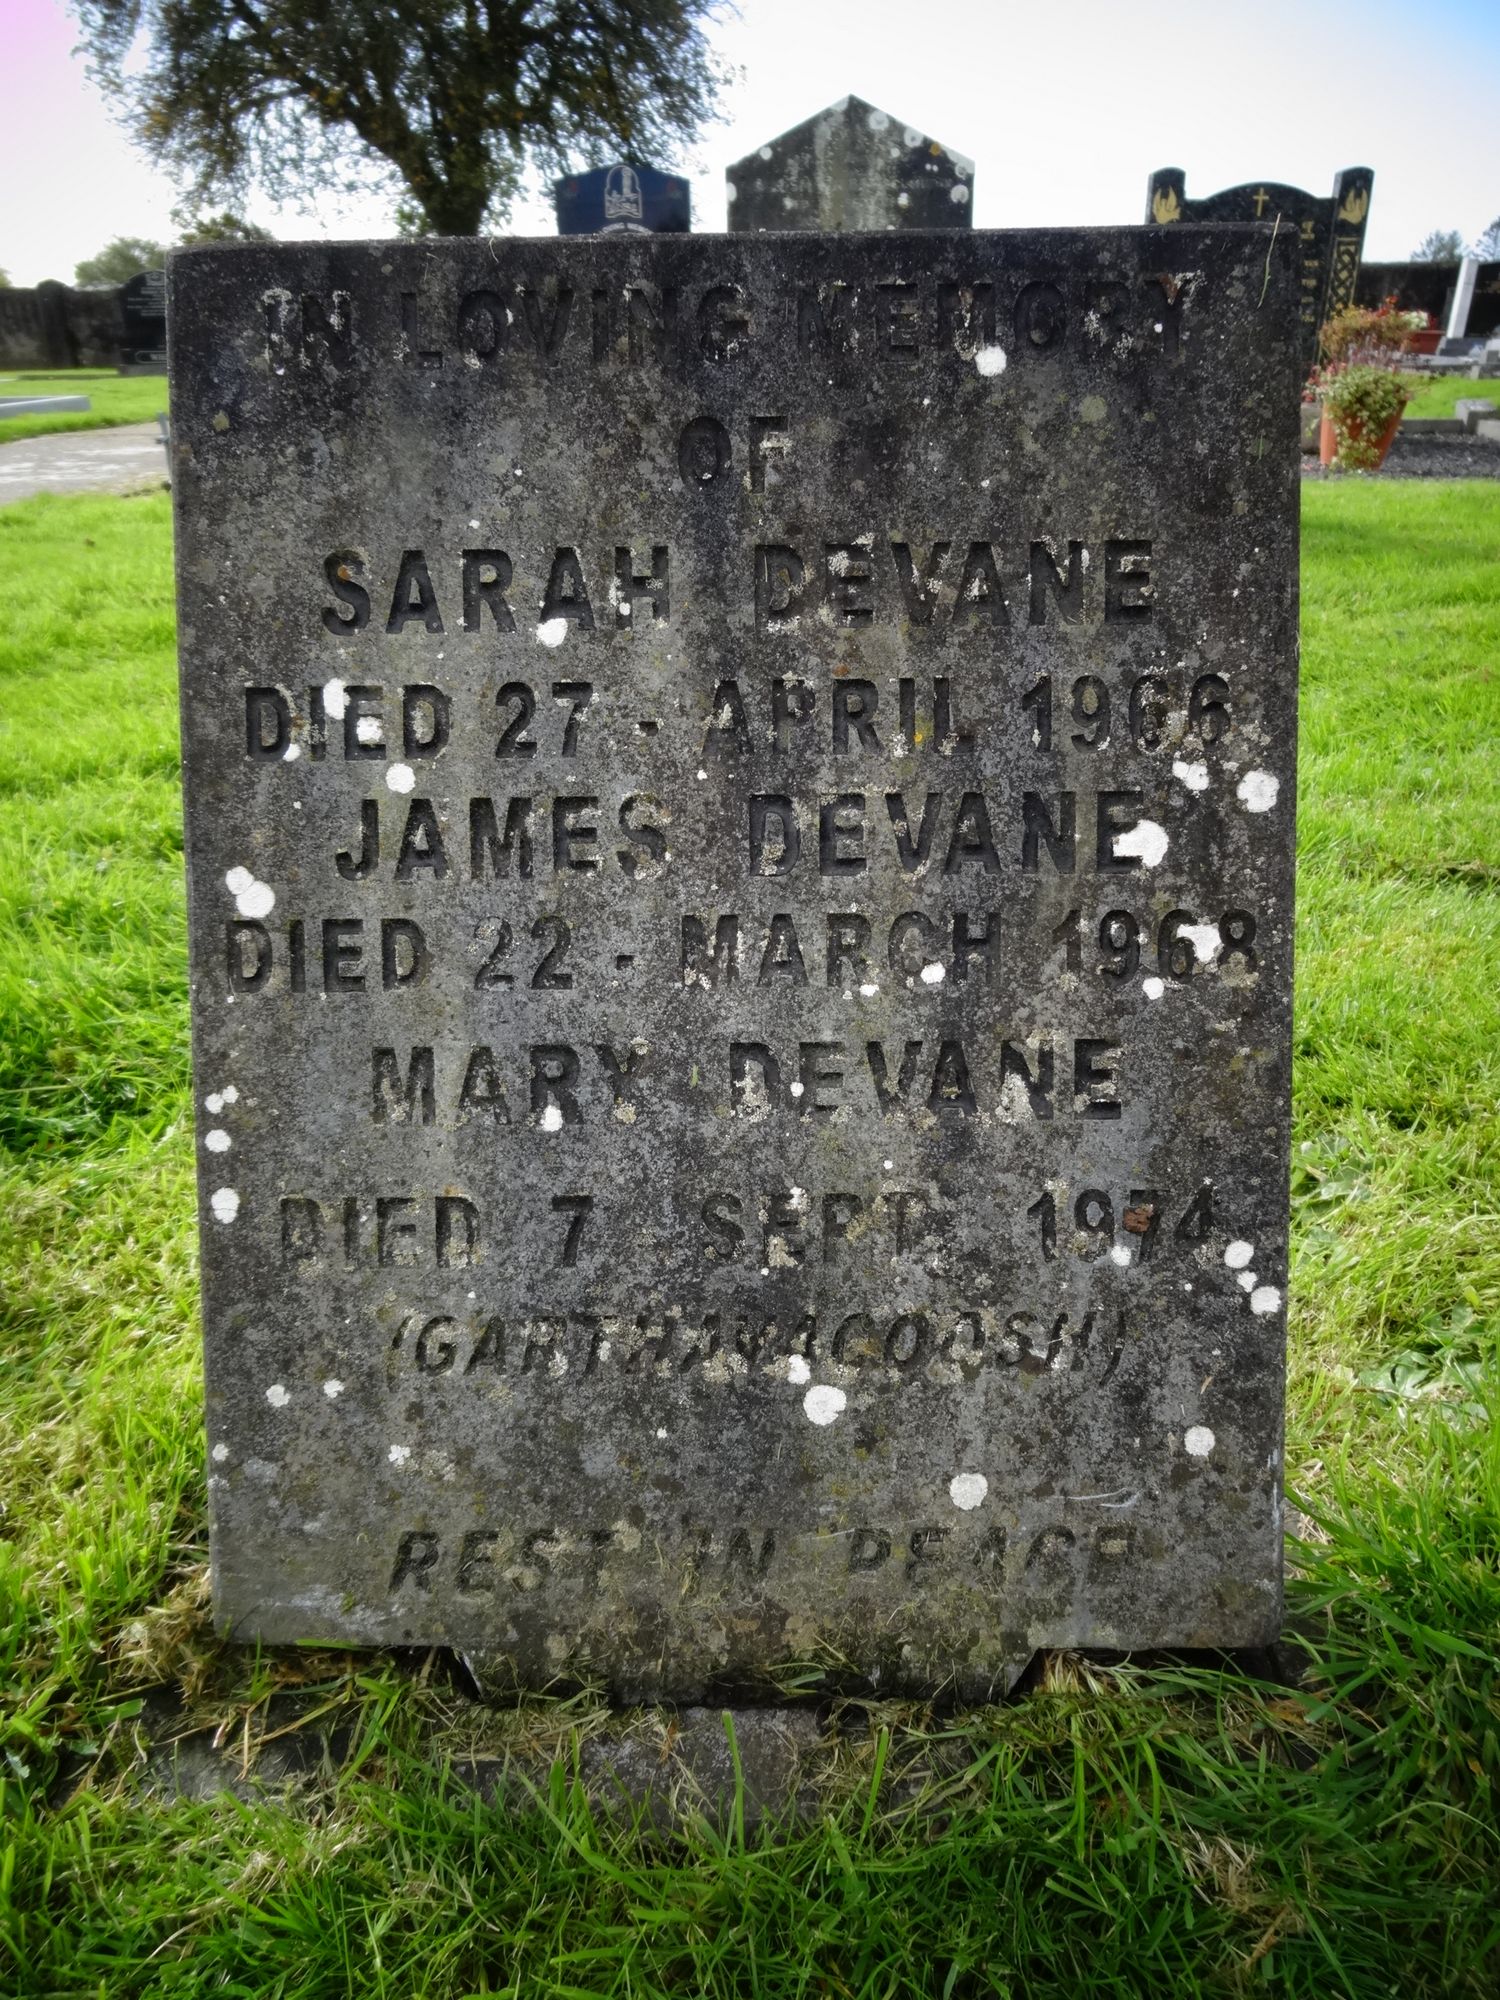 IN LOVING MEMORY
OF
SARAH DEVANE
DIED 27 - APRIL 1966
JAMES DEVANE
DIED 22 - MARCH 1968
MARY DEVANE
DIED 7 SEPT. 1974
(GARTHAVACOOSH)
REST IN PEACE